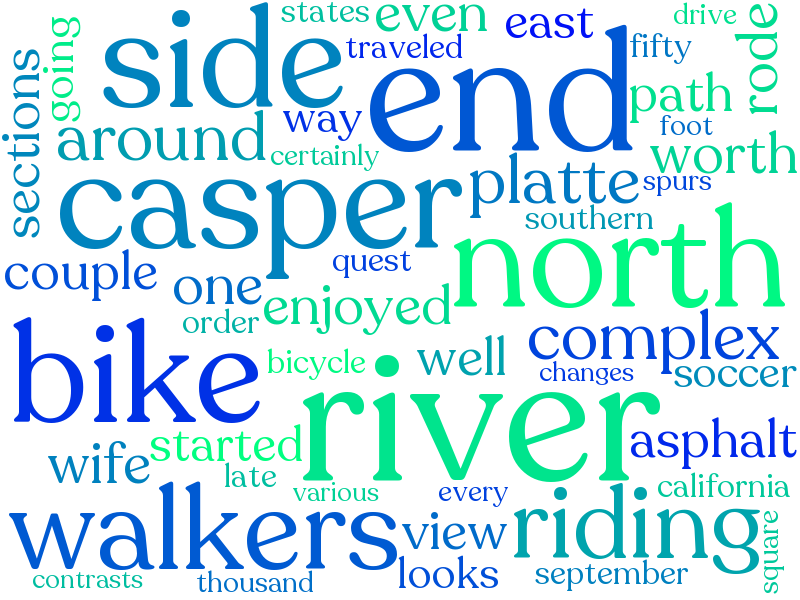 states
even
east
drive
going
side
traveled
end
fifty
rode
sections
way
path
around
foot
certainly
worth
casper
platte
spurs
southern
quest
north
couple
one
enjoyed
order
complex
bike
bicycle
well
changes
soccer
river
asphalt
wife
started
late
various
every
california
walkers
view
riding
square
looks
september
contrasts
thousand